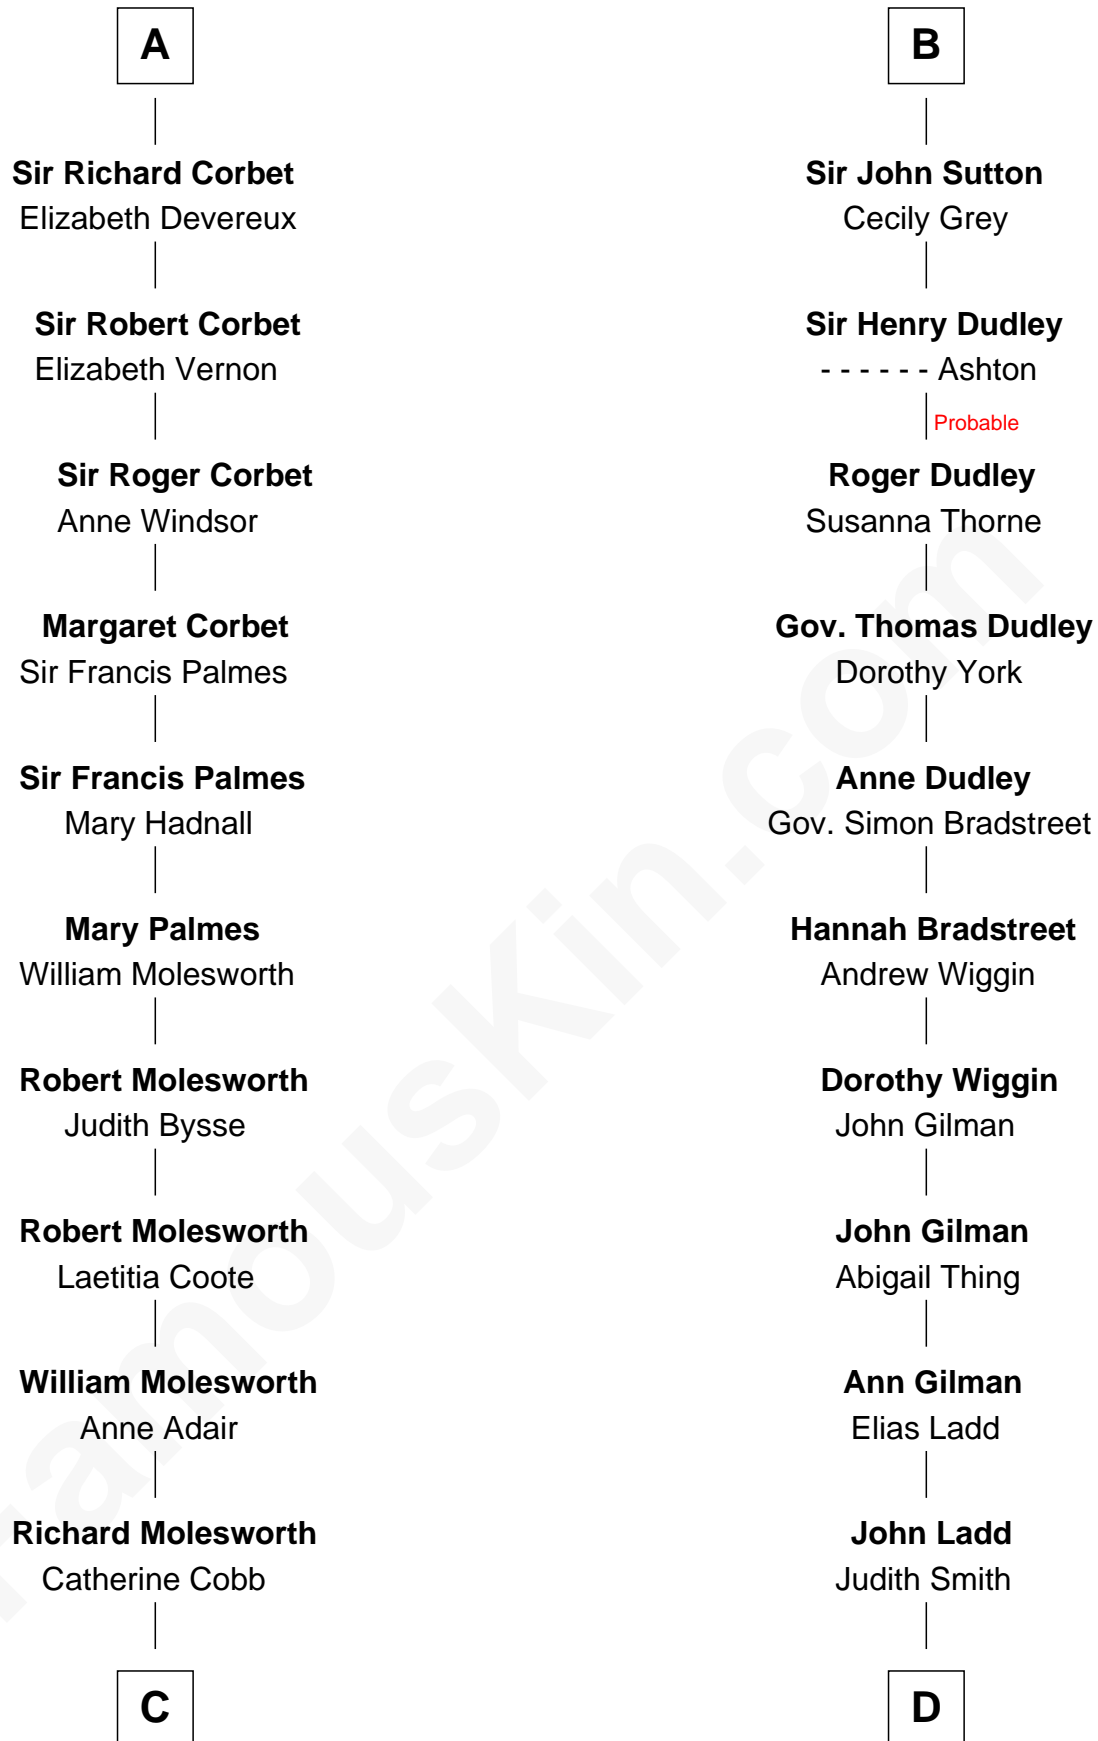 A
Sir Richard Corbet
Elizabeth Devereux
Sir Robert Corbet
Elizabeth Vernon
Sir Roger Corbet
Anne Windsor
Margaret Corbet
Sir Francis Palmes
Sir Francis Palmes
Mary Hadnall
Mary Palmes
William Molesworth
Robert Molesworth
Judith Bysse
Robert Molesworth
Laetitia Coote
William Molesworth
Anne Adair
Richard Molesworth
Catherine Cobb
C
B
Sir John Sutton
Cecily Grey
Sir Henry Dudley
- - - - - - Ashton
Probable
Roger Dudley
Susanna Thorne
Gov. Thomas Dudley
Dorothy York
Anne Dudley
Gov. Simon Bradstreet
Hannah Bradstreet
Andrew Wiggin
Dorothy Wiggin
John Gilman
John Gilman
Abigail Thing
Ann Gilman
Elias Ladd
John Ladd
Judith Smith
D
FamousKin.com